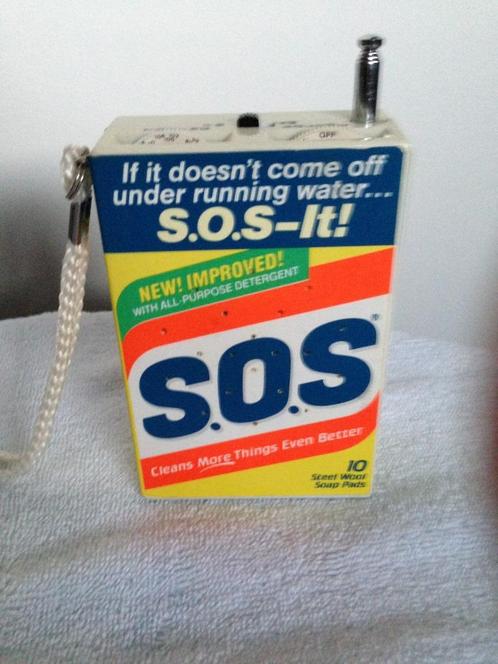 OFF
If it doesn't come off
under running water...
S.O.S-It!
NEW! IMPROVED!
WITH ALL-PURPOSE DETERGENT
S.O.S®
Cleans More Things Even Better
10
Steel Wool
Soap Pads